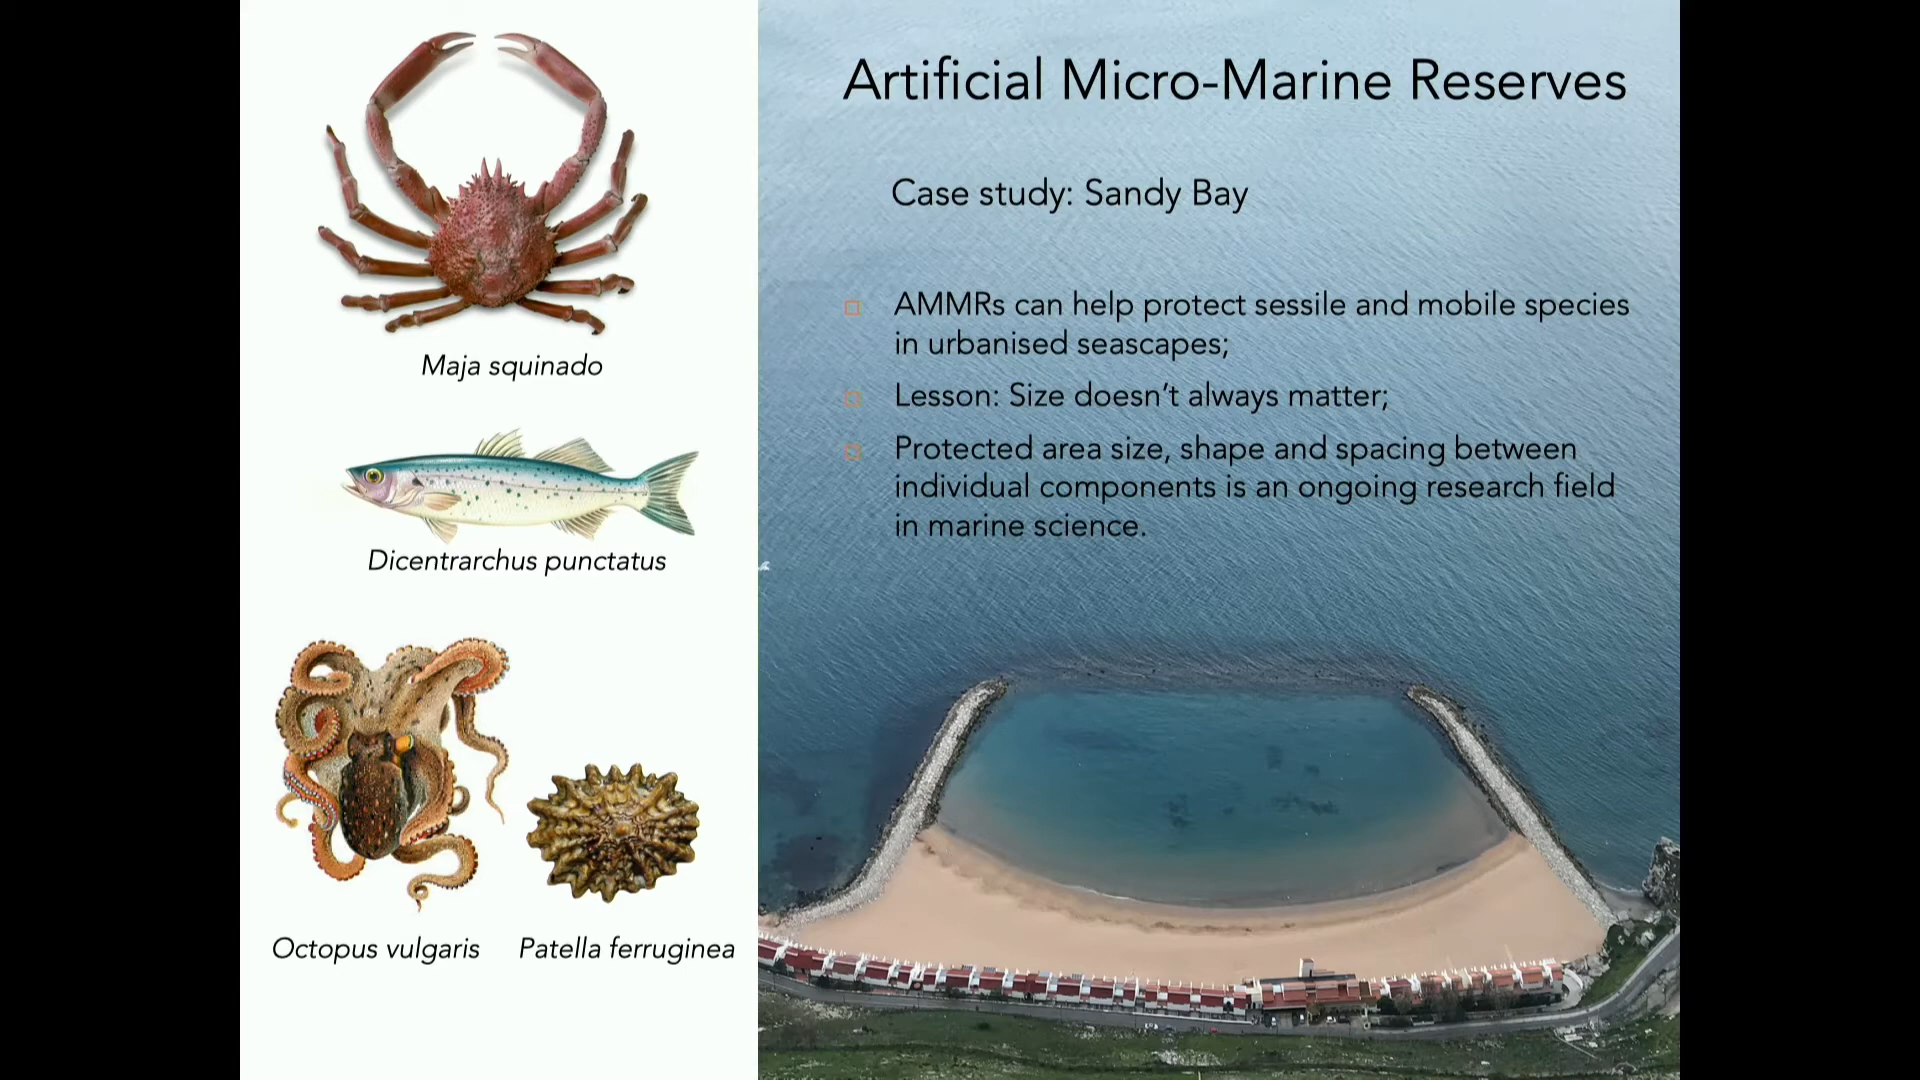 Artificial Micro-Marine Reserves
Case study: Sandy Bay
AMMRs can help protect sessile and mobile species
in urbanised seascapes;
Lesson: Size doesn't always matter;
Protected area size, shape and spacing between
individual components is an ongoing research field
in marine science.
Maja squinado
Dicentrarchus punctatus
Octopus vulgaris
Patella ferruginea